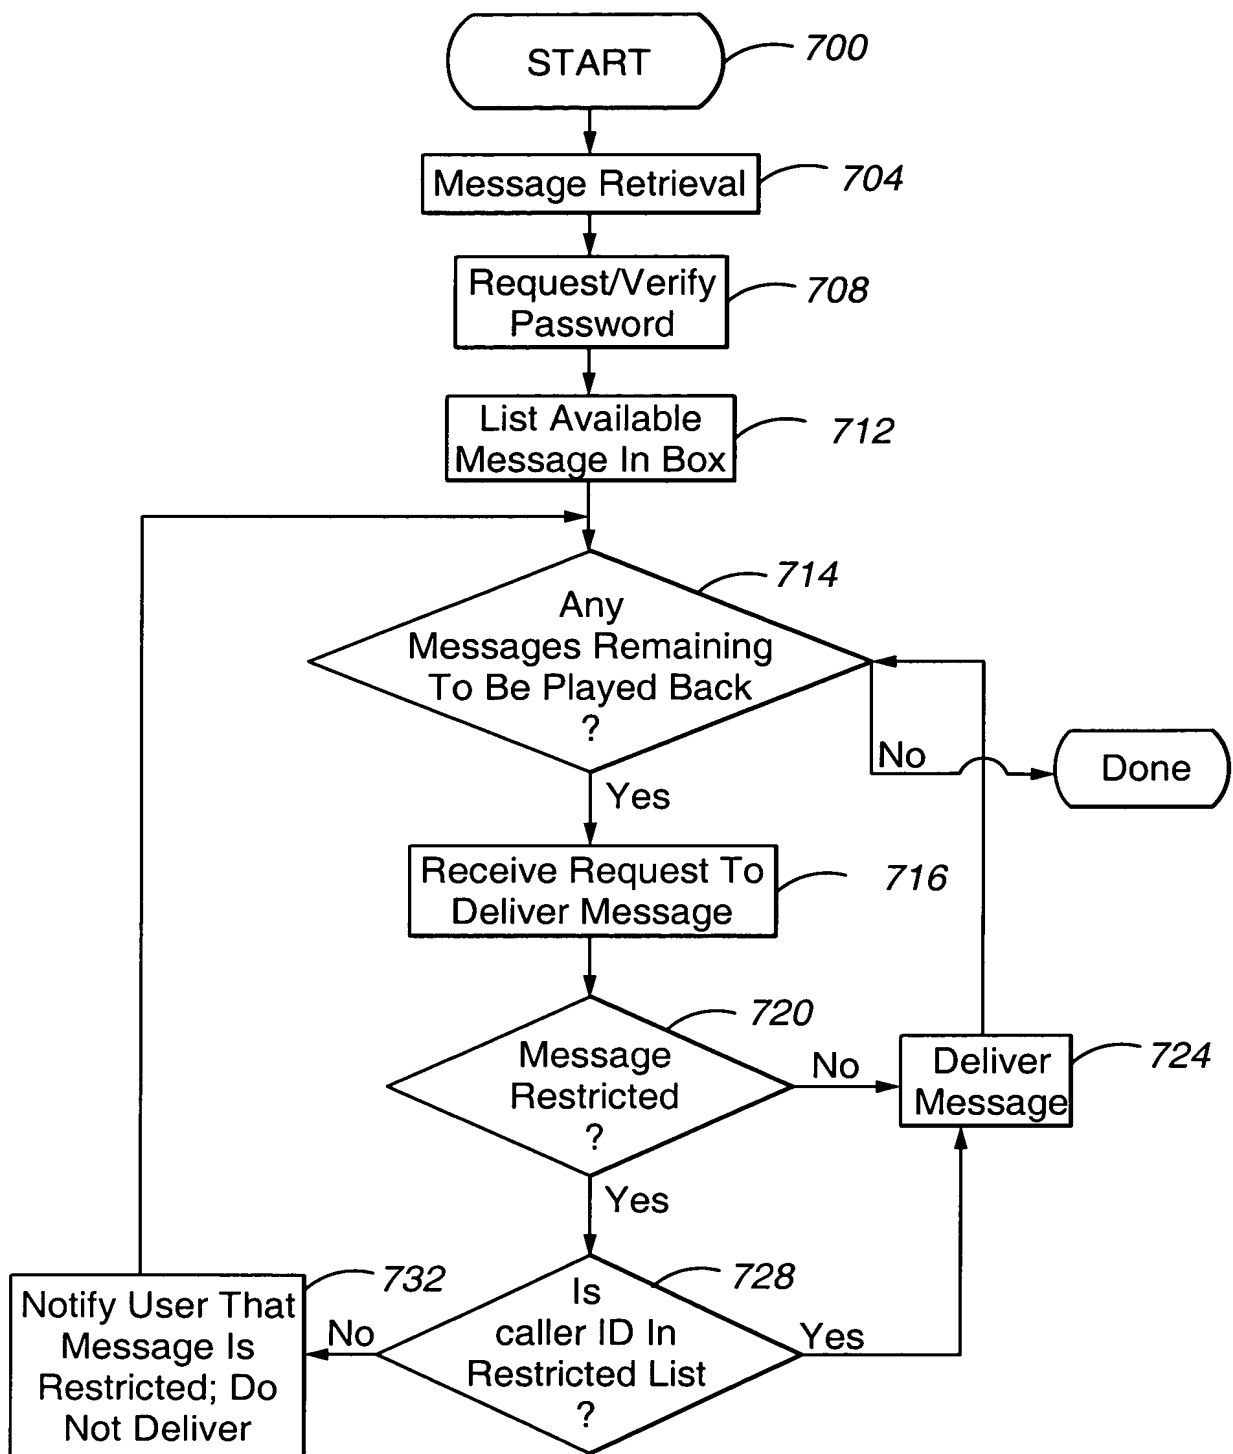 START
700
Message Retrieval
704
Request/Verify
Password
708
List Available
Message In Box
712
714
Any
Messages Remaining
To Be Played Back
?
No
Done
Yes
Receive Request To
Deliver Message
716
720
Message
Restricted
?
No
Deliver
Message
724
Yes
728
Is
caller ID In
Restricted List
?
Yes
No
732
Notify User That
Message Is
Restricted; Do
Not Deliver